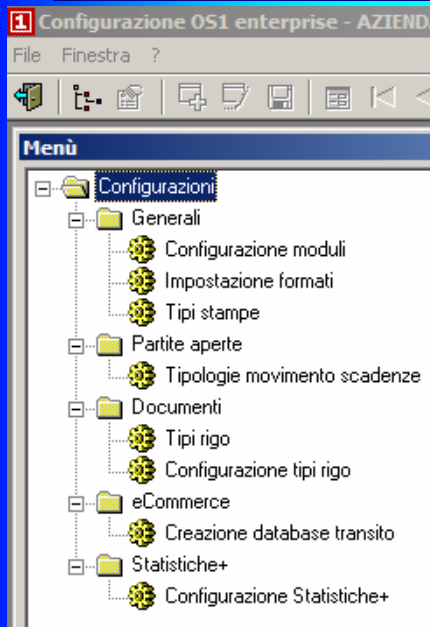 1 Configurazione OS1 enterprise - AZIENDA
File Finestra ?
Menù
Configurazioni
Generali
Configurazione moduli
Impostazione formati
Tipi stampe
Partite aperte
Tipologie movimento scadenze
Documenti
Tipi rigo
Configurazione tipi rigo
eCommerce
Creazione database transito
Statistiche+
Configurazione Statistiche+